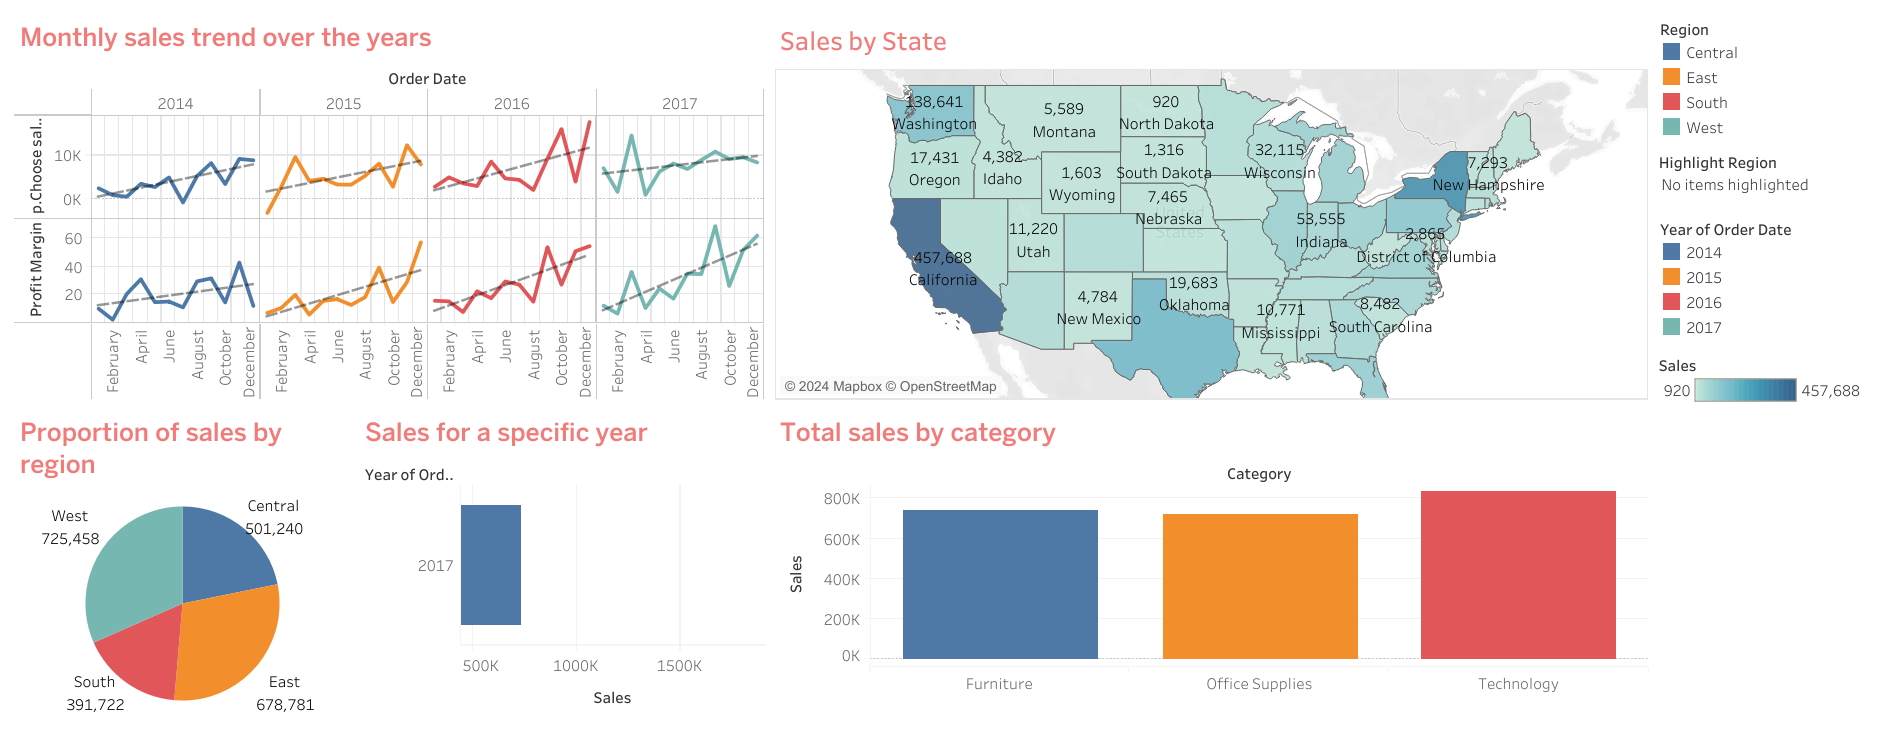 Monthly sales trend over the years
Order Date
2014
2015
2016
2017
p.Choose sal..
10K
0K
Profit Margin
60
40
20
February
April
June
August
October
December
February
April
June
August
October
December
February
April
June
August
October
December
February
April
June
August
October
December
Sales by State
138,641
Washington
5,589
Montana
920
North Dakota
17,431
Oregon
4,382
Idaho
1,316
South Dakota
32,115
Wisconsin
7,293
New Hampshire
1,603
Wyoming
7,465
Nebraska
United
States
11,220
Utah
53,555
Indiana
2,865
District of Columbia
457,688
California
4,784
New Mexico
19,683
Oklahoma
10,771
Mississippi
8,482
South Carolina
© 2024 Mapbox © OpenStreetMap
Region
Central
East
South
West
Highlight Region
No items highlighted
Year of Order Date
2014
2015
2016
2017
Sales
920
457,688
Proportion of sales by
region
Central
501,240
West
725,458
South
391,722
East
678,781
Sales for a specific year
Year of Ord..
2017
500K
1000K
1500K
Sales
Total sales by category
Category
Sales
800K
600K
400K
200K
0K
Furniture
Office Supplies
Technology